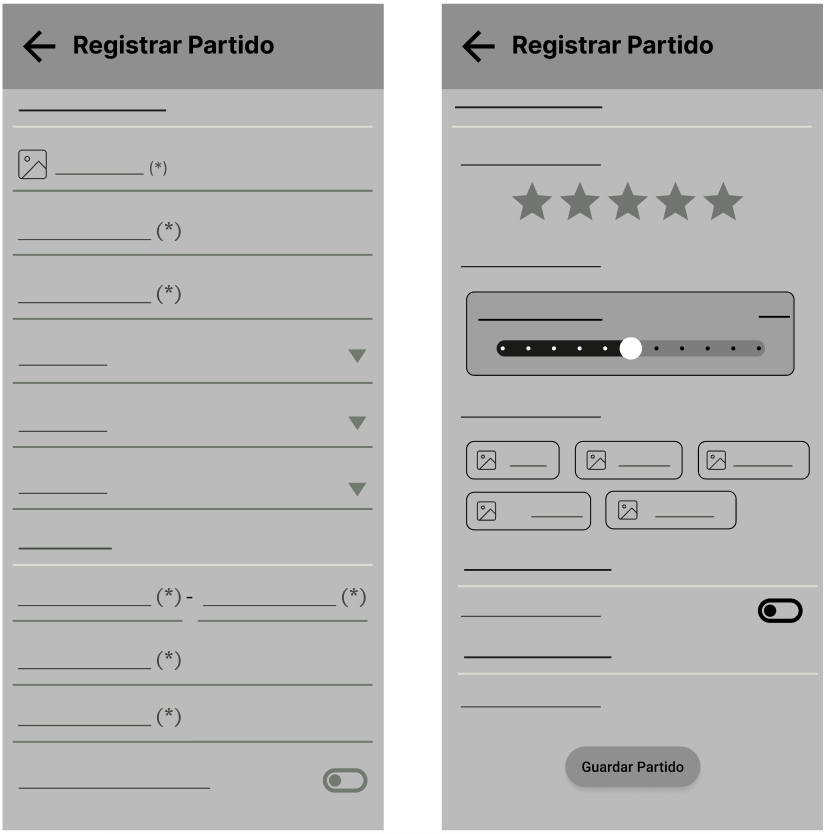 Registrar Partido
(*)
(*)
(*)
(*) - (*)
(*)
(*)
Registrar Partido
Guardar Partido